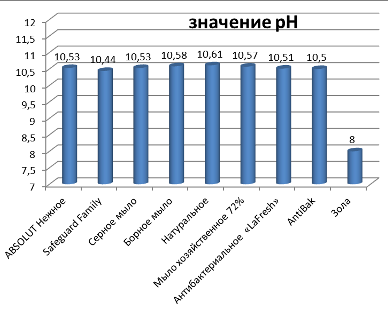 значение pH
12
11,5
11
10,5
10
9,5
9
8,5
8
7,5
7
10,53
10,44
10,53
10,58
10,61
10,57
10,51
10,5
8
ABSOLUT Нежное
Safeguard Family
Серное мыло
Борное мыло
Натуральное
Мыло хозяйственное 72%
Антибактериальное «LaFresh»
AntiBak
Зола